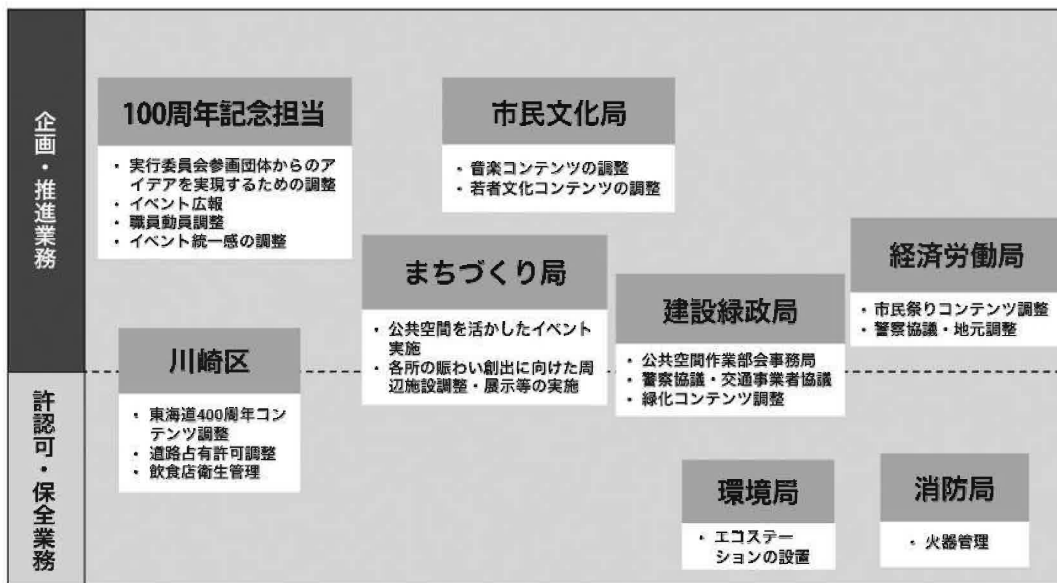 企画・推進業務
100周年記念担当
・ 実行委員会参画団体からのア
イデアを実現するための調整
・ イベント広報
・ 職員動員調整
・ イベント統一感の調整
市民文化局
・ 音楽コンテンツの調整
・ 若者文化コンテンツの調整
まちづくり局
・ 公共空間を活かしたイベント
実施
・ 各所の賑わい創出に向けた周
辺施設調整・展示等の実施
建設緑政局
・ 公共空間作業部会事務局
・ 警察協議・交通事業者協議
・ 緑化コンテンツ調整
経済労働局
・ 市民祭りコンテンツ調整
・ 警察協議・地元調整
川崎区
・ 東海道400周年コン
テンツ調整
・ 道路占有許可調整
・ 飲食店衛生管理
許認可・保全業務
環境局
・ エコステー
ションの設置
消防局
・ 火器管理